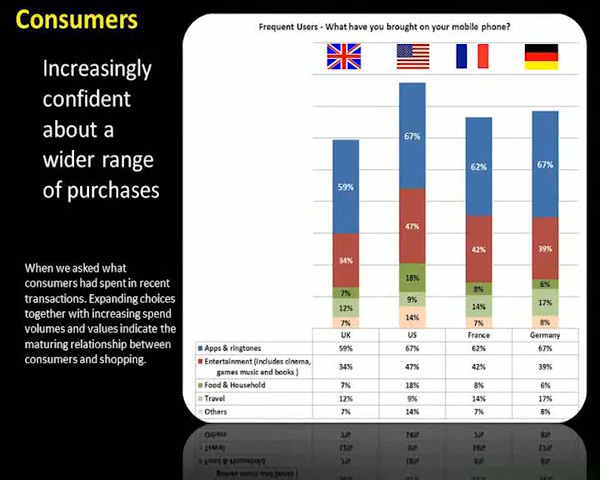 Consumers
Increasingly
confident
about a
wider range
of purchases
When we asked what
consumers had spent in recent
transactions. Expanding choices
together with increasing spend
volumes and values indicate the
maturing relationship between
consumers and shopping.
Frequent Users - What have you brought on your mobile phone?
59%
34%
7%
12%
7%
67%
47%
18%
9%
14%
62%
42%
8%
14%
7%
67%
39%
6%
17%
8%
UK US France Germany
Apps & ringtones 59% 67% 62% 67%
Entertainment (includes cinema,
games music and books ) 34% 47% 42% 39%
Food & Household 7% 18% 8% 6%
Travel 12% 9% 14% 17%
Others 7% 14% 7% 8%